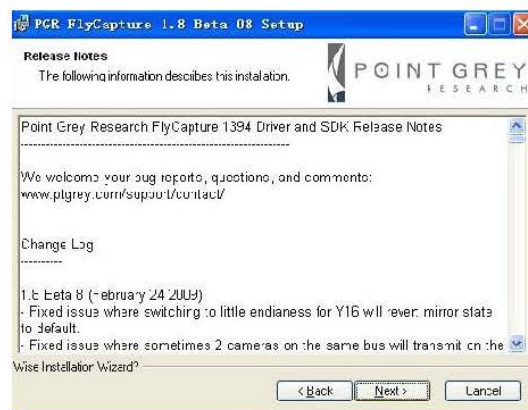 PGR FlyCapture 1.8 Beta 08 Setup
Release Notes
The following information describes this installation.
POINT GREY
RESEARCH
Point Grey Research FlyCapture 1394 Driver and SDK Release Notes
------------------------------------------------------------
We welcome your bug reports, questions, and comments:
www.ptgrey.com/support/contact/
Change Log
----------
1.8 Beta 8 (February 24 2009)
- Fixed issue where switching to little endianess for Y16 will revert mirror state
to default.
- Fixed issue where sometimes 2 cameras on the same bus will transmit on the
Wise Installation Wizard?
< Back
Next >
Cancel